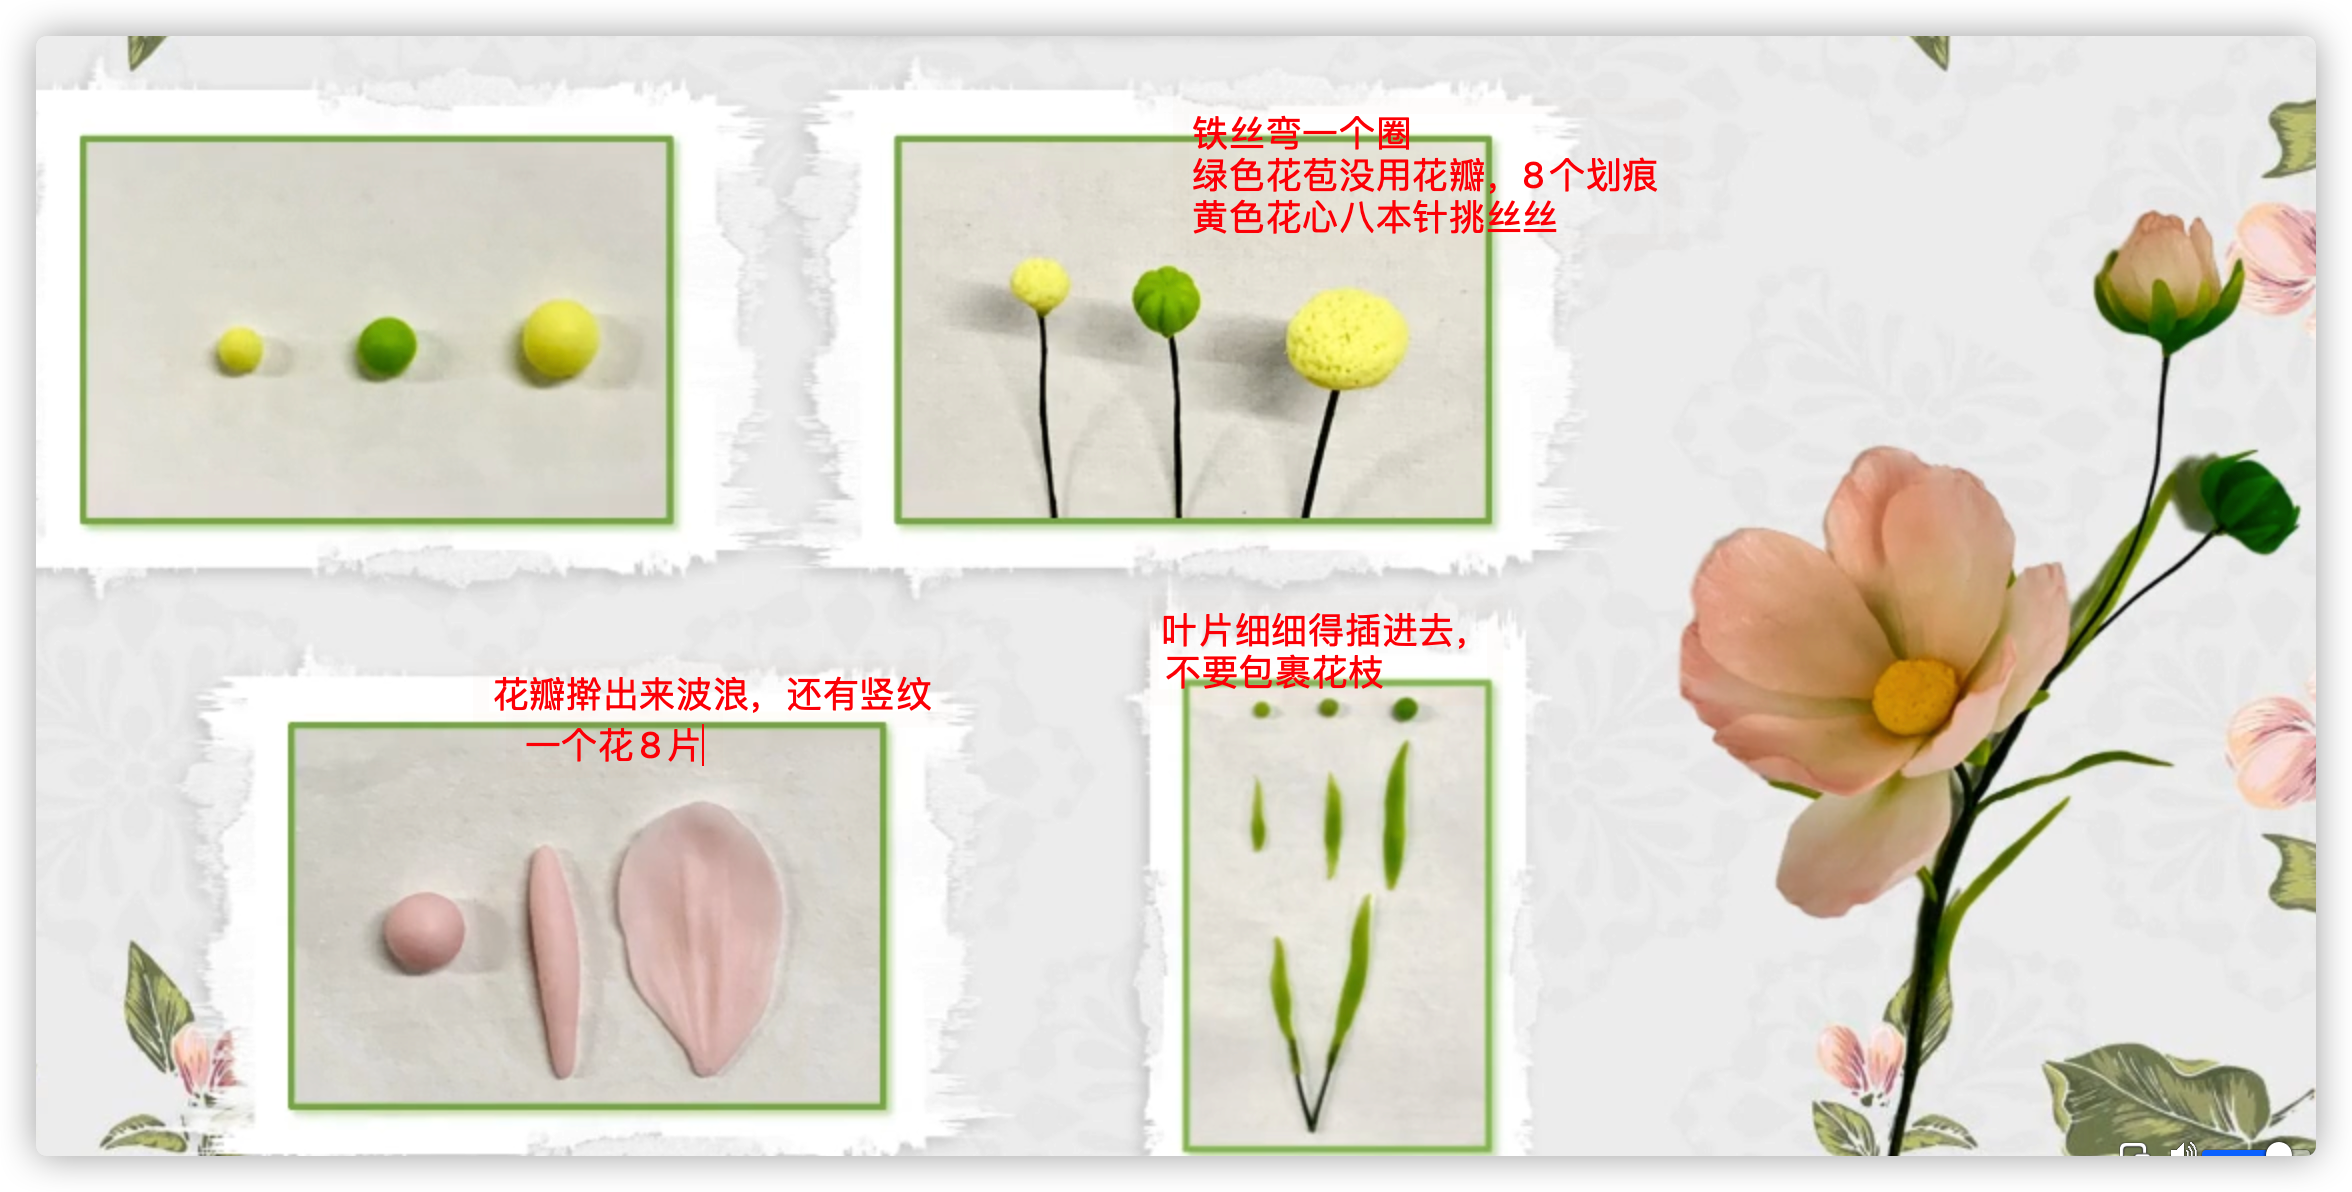 铁丝弯一个圈
绿色花苞没用花瓣，8个划痕
黄色花心八本针挑丝丝
叶片细细得插进去，
不要包裹花枝
花瓣擀出来波浪，还有竖纹
一个花8片